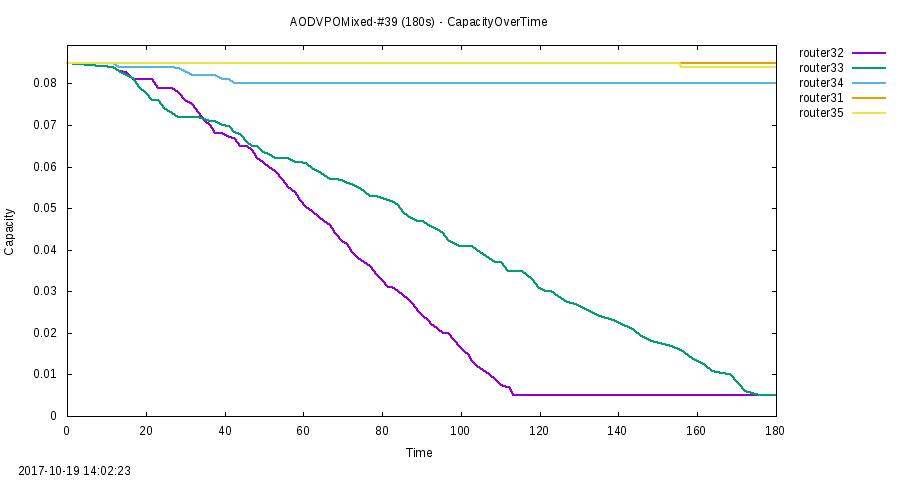 AODVPOMixed-#39 (180s) - CapacityOverTime
router32
router33
router34
router31
router35
Capacity
0.08
0.07
0.06
0.05
0.04
0.03
0.02
0.01
0
0 20 40 60 80 100 120 140 160 180
Time
2017-10-19 14:02:23